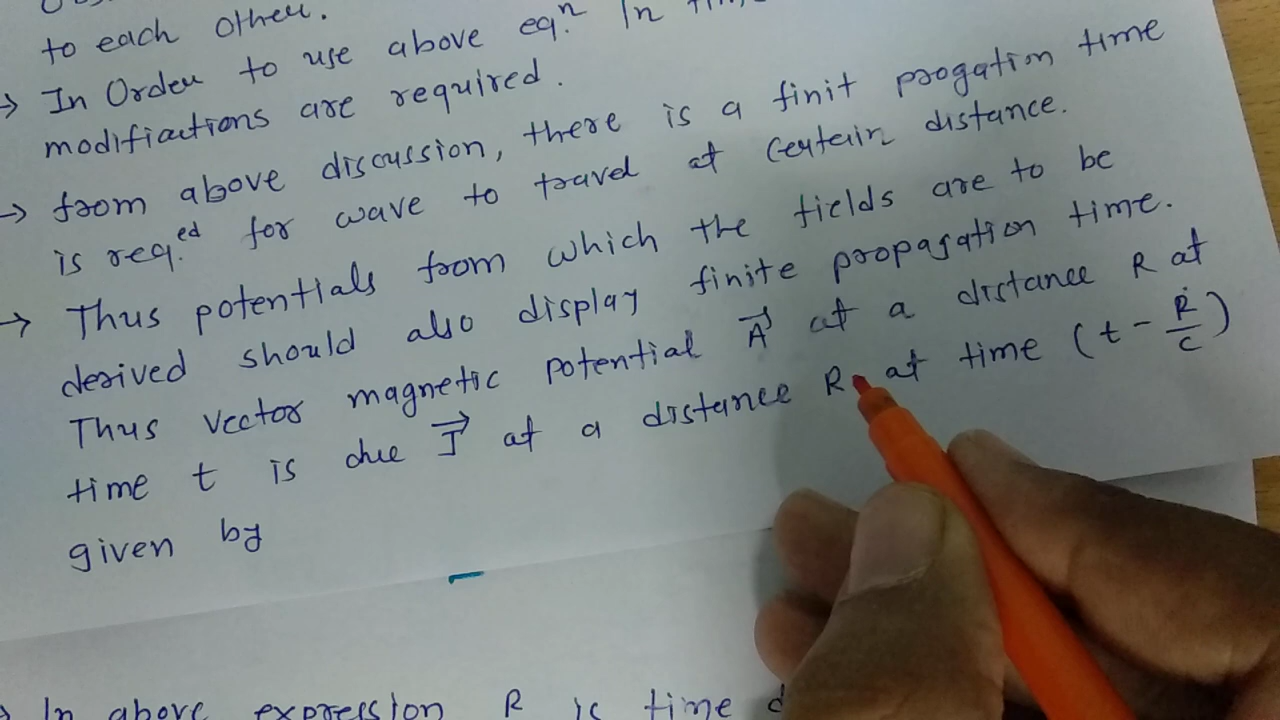 to each other.
→ In Order to use above eq.n In
modifiactions are required.
→ from above discussion, there is a finit progation time
is req.ed for wave to travel at certain distance.
→ Thus potentials from which the fields are to be
derived should also display finite propagation time.
Thus vector magnetic potential A⃗ at a distance R at
time t is due J⃗ at a distance R at time (t - R/c)
given by
→ In above expression R is time